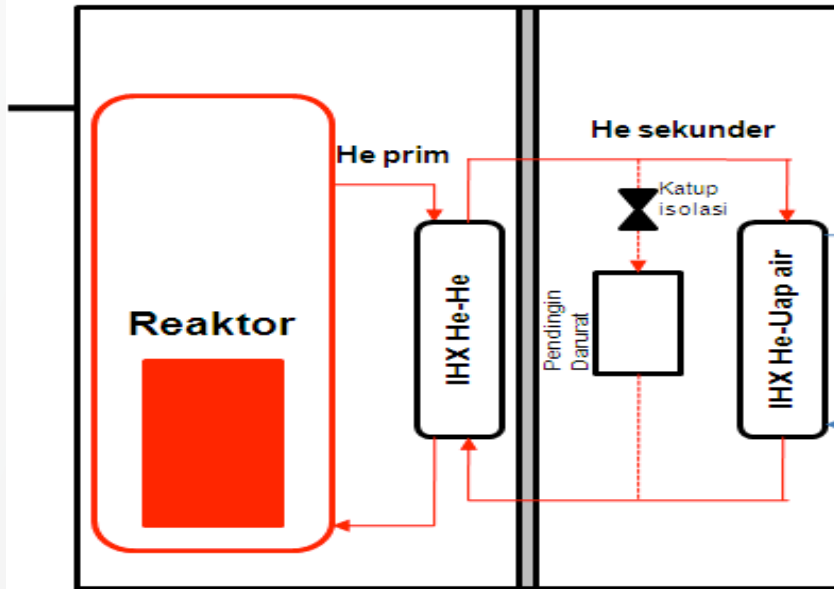 He sekunder
He prim
Katup
isolasi
Reaktor
IHX He-He
Pendingin
Darurat
IHX He-Uap air